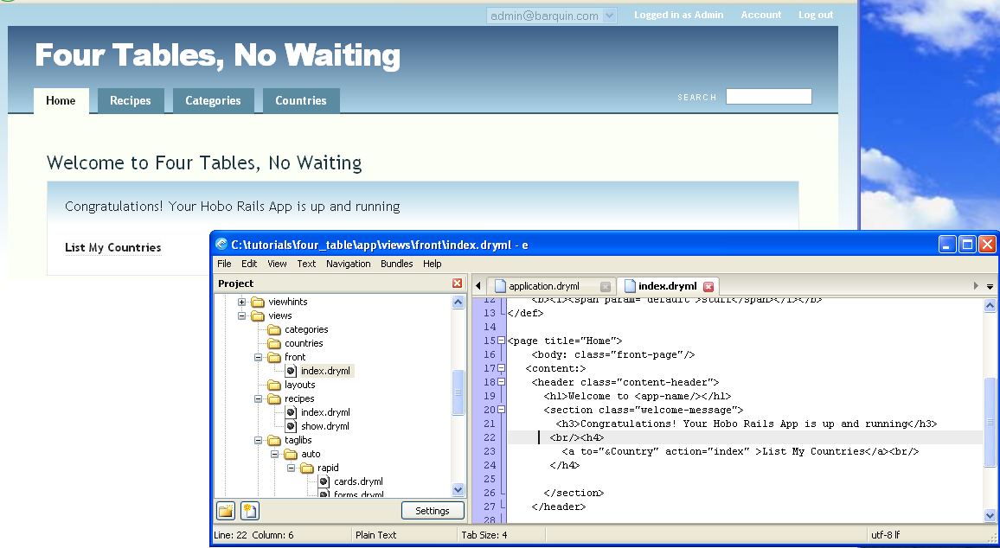 admin@barquin.com Logged in as Admin Account Log out
Four Tables, No Waiting
Home Recipes Categories Countries SEARCH
Welcome to Four Tables, No Waiting
Congratulations! Your Hobo Rails App is up and running
List My Countries
C:\tutorials\four_table\app\views\front\index.dryml - e
File Edit View Text Navigation Bundles Help
Project
application.dryml index.dryml
viewhints
views
categories
countries
front
index.dryml
layouts
recipes
index.dryml
show.dryml
taglibs
auto
rapid
cards.dryml
forms.dryml
12 <b><i><span param="default">stuff</span></i></b>
13 </def>
14
15 <page title="Home">
16 <body: class="front-page"/>
17 <content:>
18 <header class="content-header">
19 <h1>Welcome to <app-name/></h1>
20 <section class="welcome-message">
21 <h3>Congratulations! Your Hobo Rails App is up and running</h3>
22 <br/><h4>
23 <a to="&Country" action="index" >List My Countries</a><br/>
24 </h4>
25
26 </section>
27 </header>
28
Settings
Line: 22 Column: 6 Plain Text Tab Size: 4 utf-8 lf